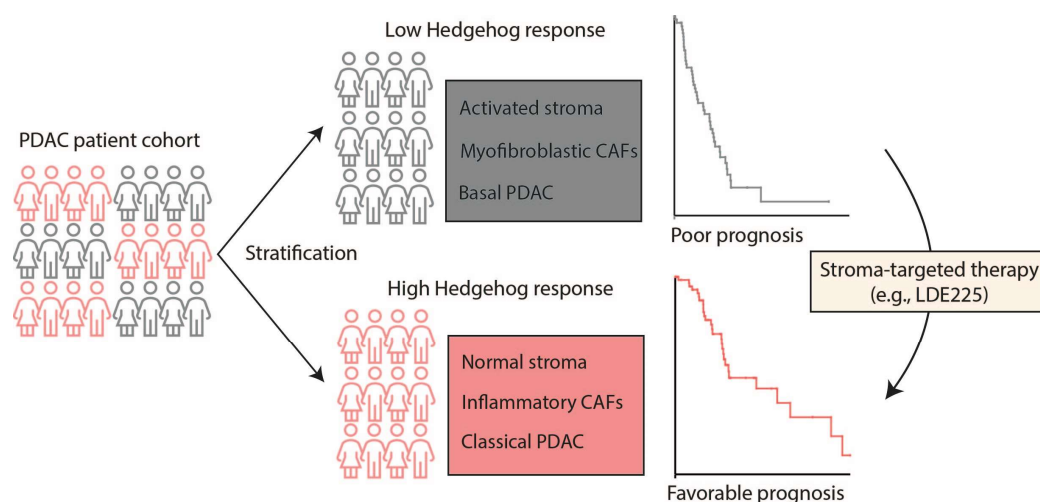 PDAC patient cohort
Stratification
Low Hedgehog response
Activated stroma
Myofibroblastic CAFs
Basal PDAC
Poor prognosis
High Hedgehog response
Normal stroma
Inflammatory CAFs
Classical PDAC
Favorable prognosis
Stroma-targeted therapy
(e.g., LDE225)